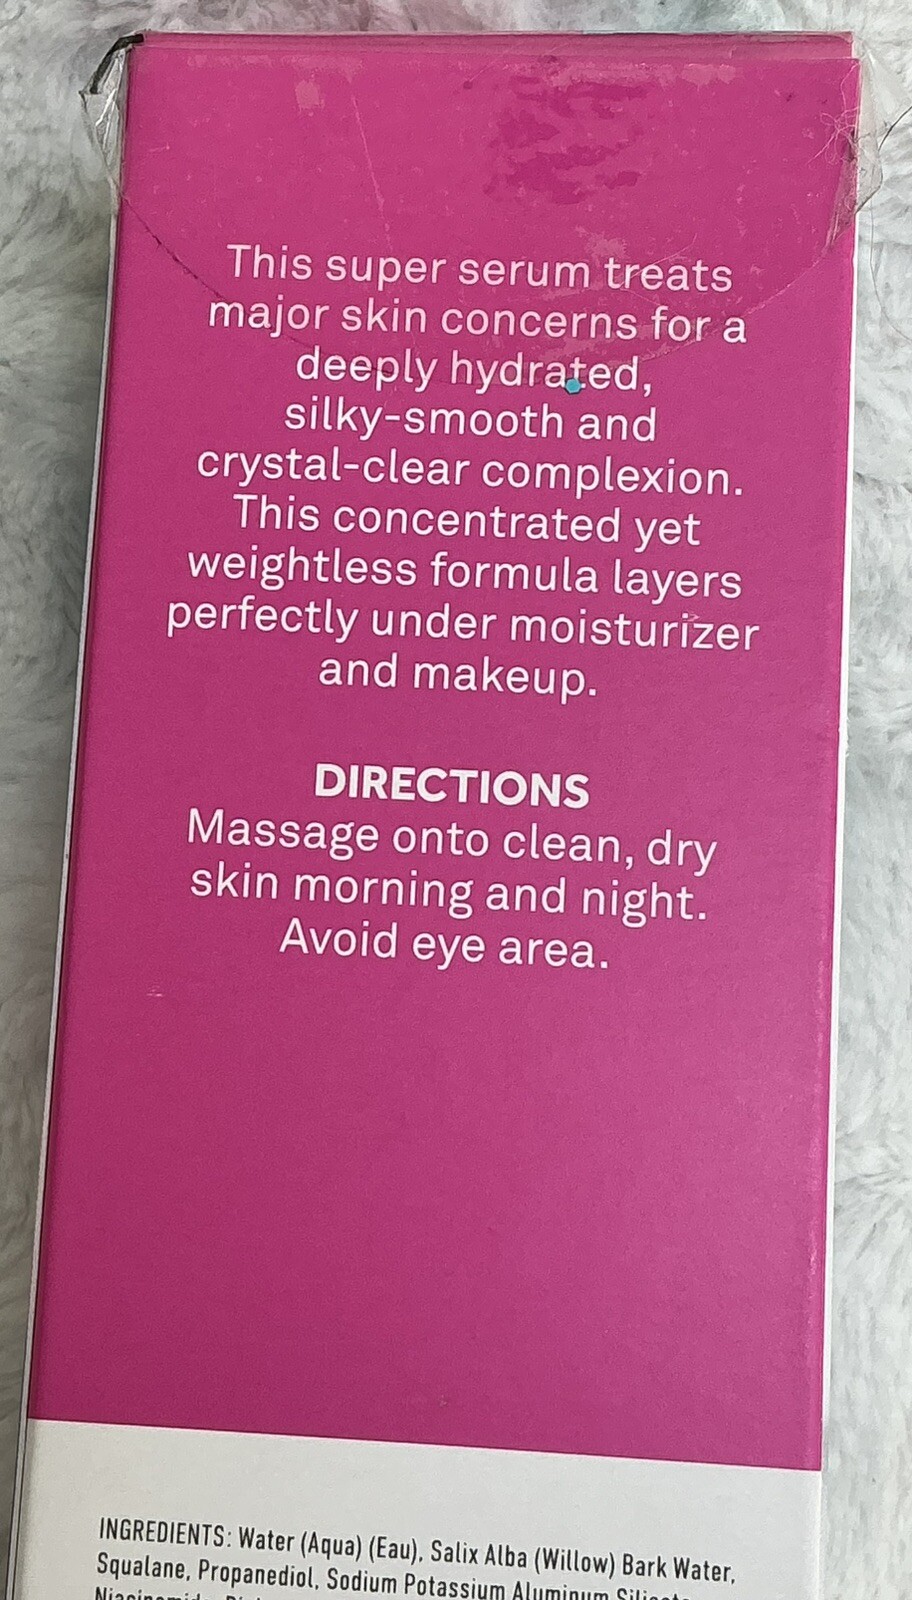 This super serum treats
major skin concerns for a
deeply hydrated,
silky-smooth and
crystal-clear complexion.
This concentrated yet
weightless formula layers
perfectly under moisturizer
and makeup.
DIRECTIONS
Massage onto clean, dry
skin morning and night.
Avoid eye area.
INGREDIENTS: Water (Aqua) (Eau), Salix Alba (Willow) Bark Water,
Squalane, Propanediol, Sodium Potassium Aluminum
Niacinamide,